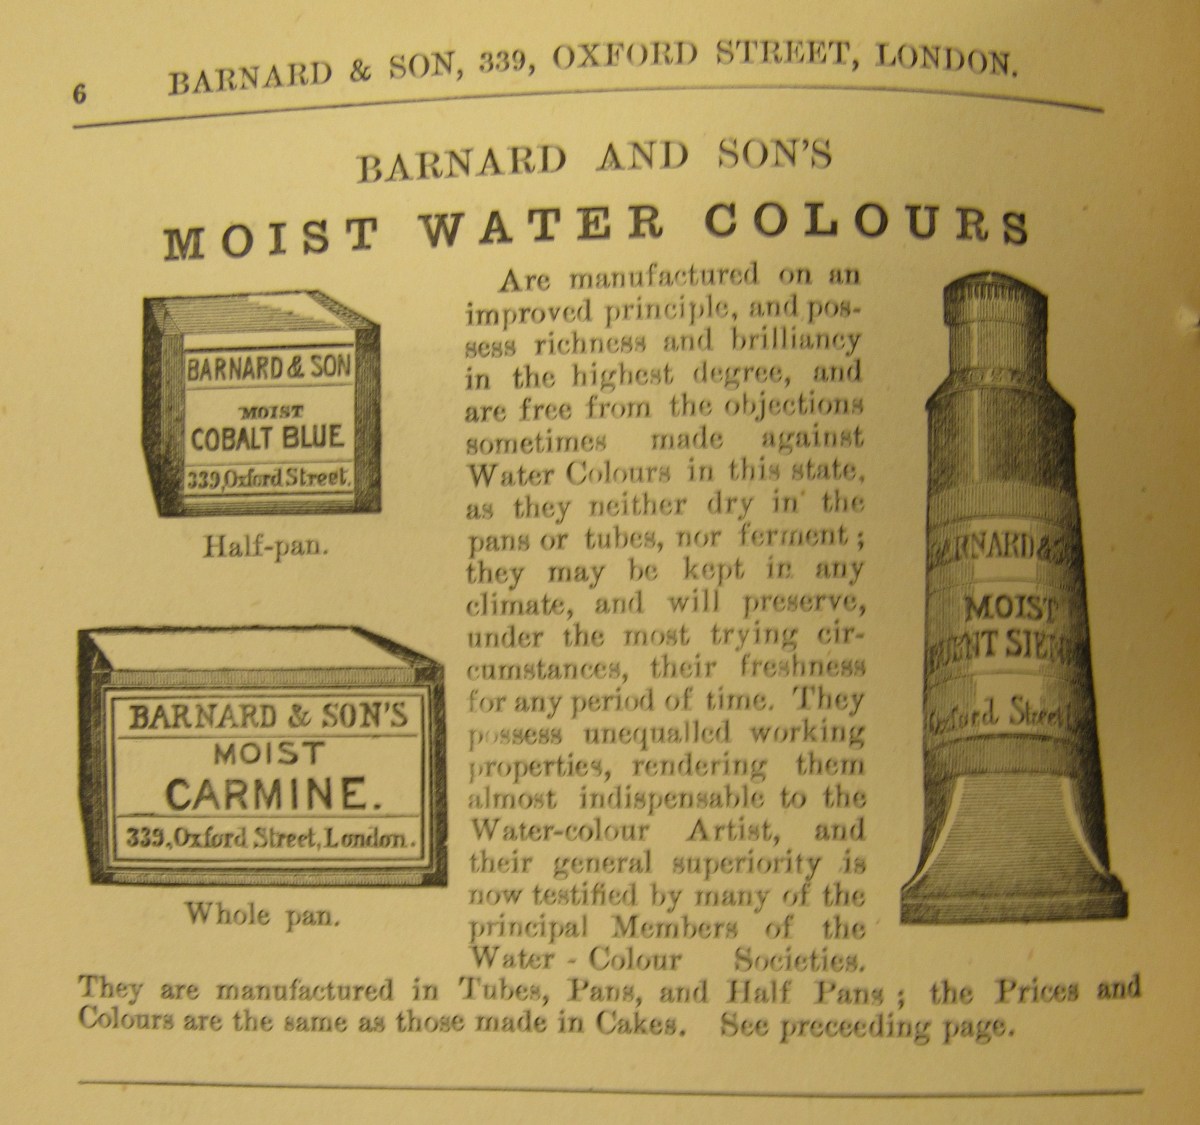 6 BARNARD & SON, 339, OXFORD STREET, LONDON.
BARNARD AND SON'S
MOIST WATER COLOURS
BARNARD & SON
MOIST
COBALT BLUE
339, Oxford Street.
Half-pan.
BARNARD & SON'S
MOIST
CARMINE.
339, Oxford Street, London.
Whole pan.
Are manufactured on an
improved principle, and pos-
sess richness and brilliancy
in the highest degree, and
are free from the objections
sometimes made against
Water Colours in this state,
as they neither dry in the
pans or tubes, nor ferment;
they may be kept in any
climate, and will preserve,
under the most trying cir-
cumstances, their freshness
for any period of time. They
possess unequalled working
properties, rendering them
almost indispensable to the
Water-colour Artist, and
their general superiority is
now testified by many of the
principal Members of the
Water-Colour Societies.
BARNARD & SON
MOIST
BURNT SIENNA
Oxford Street
They are manufactured in Tubes, Pans, and Half Pans; the Prices and
Colours are the same as those made in Cakes. See preceeding page.